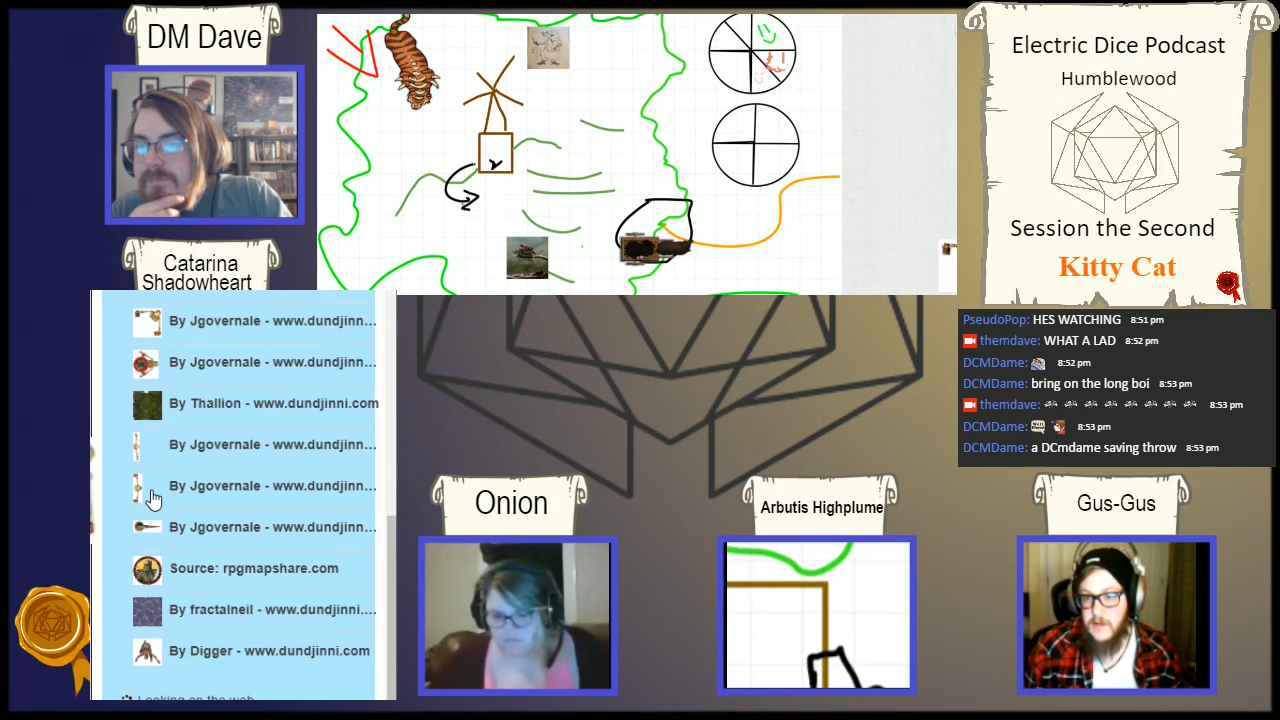 DM Dave
Electric Dice Podcast
Humblewood
Session the Second
Kitty Cat
Catarina
Shadowheart
By Jgovernale - www.dundjinn...
By Jgovernale - www.dundjinn...
By Thallion - www.dundjinni.com
By Jgovernale - www.dundjinn...
By Jgovernale - www.dundjinn...
By Jgovernale - www.dundjinn...
Source: rpgmapshare.com
By fractalneil - www.dundjinni....
By Digger - www.dundjinni.com
Looking on the web
PseudoPop: HES WATCHING 8:51 pm
themdave: WHAT A LAD 8:52 pm
DCMDame: 8:52 pm
DCMDame: bring on the long boi 8:53 pm
themdave: 8:53 pm
DCMDame: 8:53 pm
DCMDame: a DCmdame saving throw 8:53 pm
Onion
Arbutis Highplume
Gus-Gus